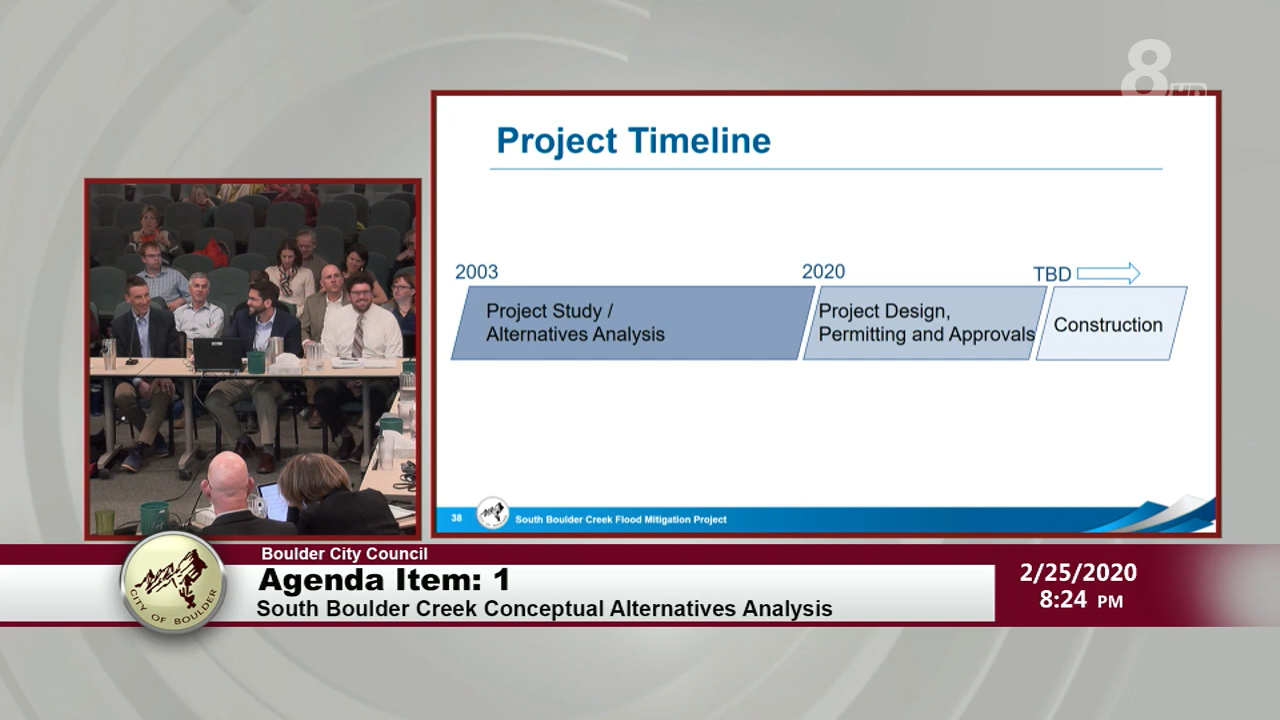 8HD
Project Timeline
2003
2020
TBD
Project Study /
Alternatives Analysis
Project Design,
Permitting and Approvals
Construction
38
South Boulder Creek Flood Mitigation Project
Boulder City Council
Agenda Item: 1
South Boulder Creek Conceptual Alternatives Analysis
CITY OF BOULDER
2/25/2020
8:24 PM